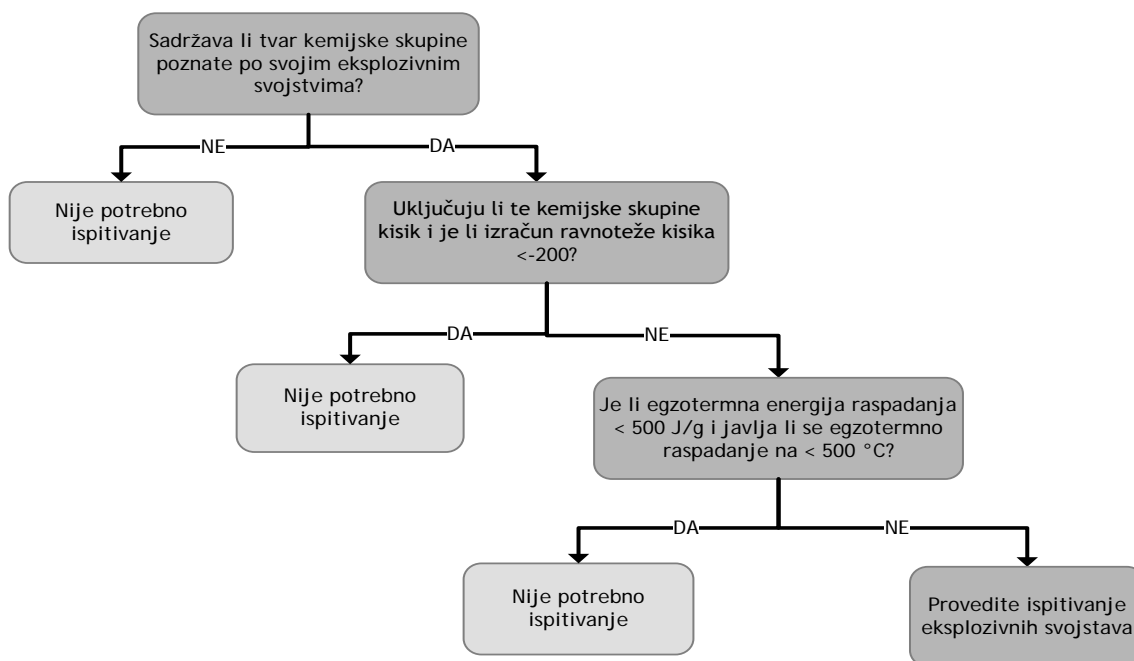 Sadržava li tvar kemijske skupine
poznate po svojim eksplozivnim
svojstvima?
NE
DA
Nije potrebno
ispitivanje
Uključuju li te kemijske skupine
kisik i je li izračun ravnoteže kisika
<-200?
DA
NE
Nije potrebno
ispitivanje
Je li egzotermna energija raspadanja
< 500 J/g i javlja li se egzotermno
raspadanje na < 500 °C?
DA
NE
Nije potrebno
ispitivanje
Provedite ispitivanje
eksplozivnih svojstava